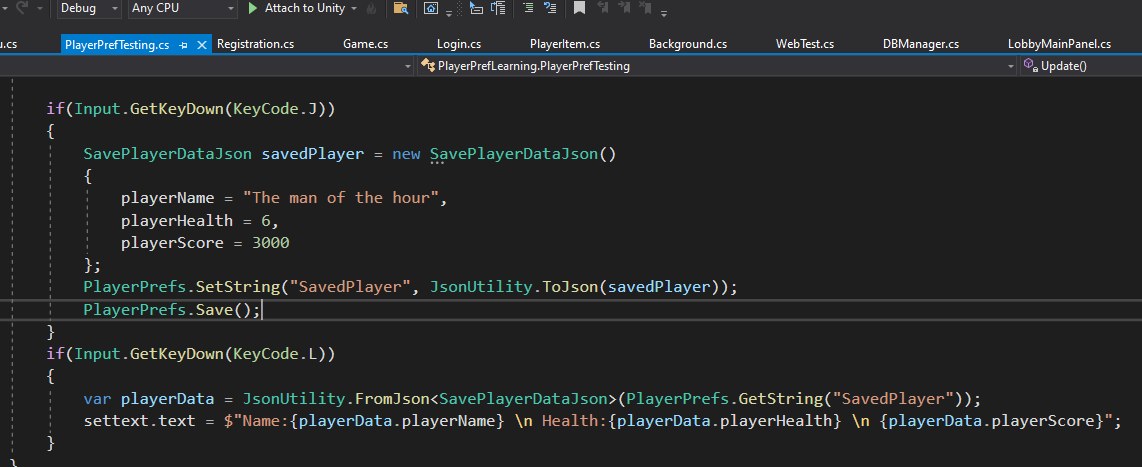 Debug Any CPU Attach to Unity
u.cs PlayerPrefTesting.cs Registration.cs Game.cs Login.cs PlayerItem.cs Background.cs WebTest.cs DBManager.cs LobbyMainPanel.cs
PlayerPrefLearning.PlayerPrefTesting Update()
if(Input.GetKeyDown(KeyCode.J))
{
SavePlayerDataJson savedPlayer = new SavePlayerDataJson()
{
playerName = "The man of the hour",
playerHealth = 6,
playerScore = 3000
};
PlayerPrefs.SetString("SavedPlayer", JsonUtility.ToJson(savedPlayer));
PlayerPrefs.Save();
}
if(Input.GetKeyDown(KeyCode.L))
{
var playerData = JsonUtility.FromJson<SavePlayerDataJson>(PlayerPrefs.GetString("SavedPlayer"));
settext.text = $"Name:{playerData.playerName} \n Health:{playerData.playerHealth} \n {playerData.playerScore}";
}
}